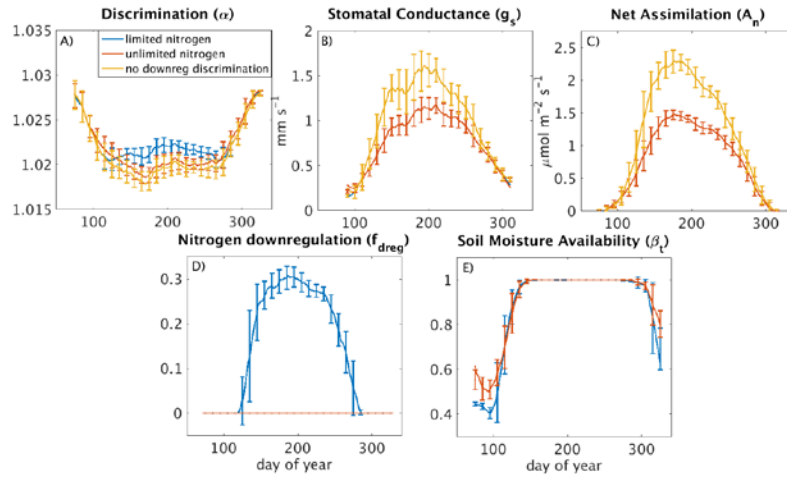 Discrimination (α)
A)
limited nitrogen
unlimited nitrogen
no downreg discrimination
1.035
1.03
1.025
1.02
1.015
100
200
300
Stomatal Conductance (g_s)
B)
mm s⁻¹
2
1.5
1
0.5
0
100
200
300
Net Assimilation (A_n)
C)
μmol m⁻² s⁻¹
2.5
2
1.5
1
0.5
0
100
200
300
Nitrogen downregulation (f_dreg)
D)
0.3
0.2
0.1
0
100
200
300
day of year
Soil Moisture Availability (β_t)
E)
1
0.8
0.6
0.4
100
200
300
day of year